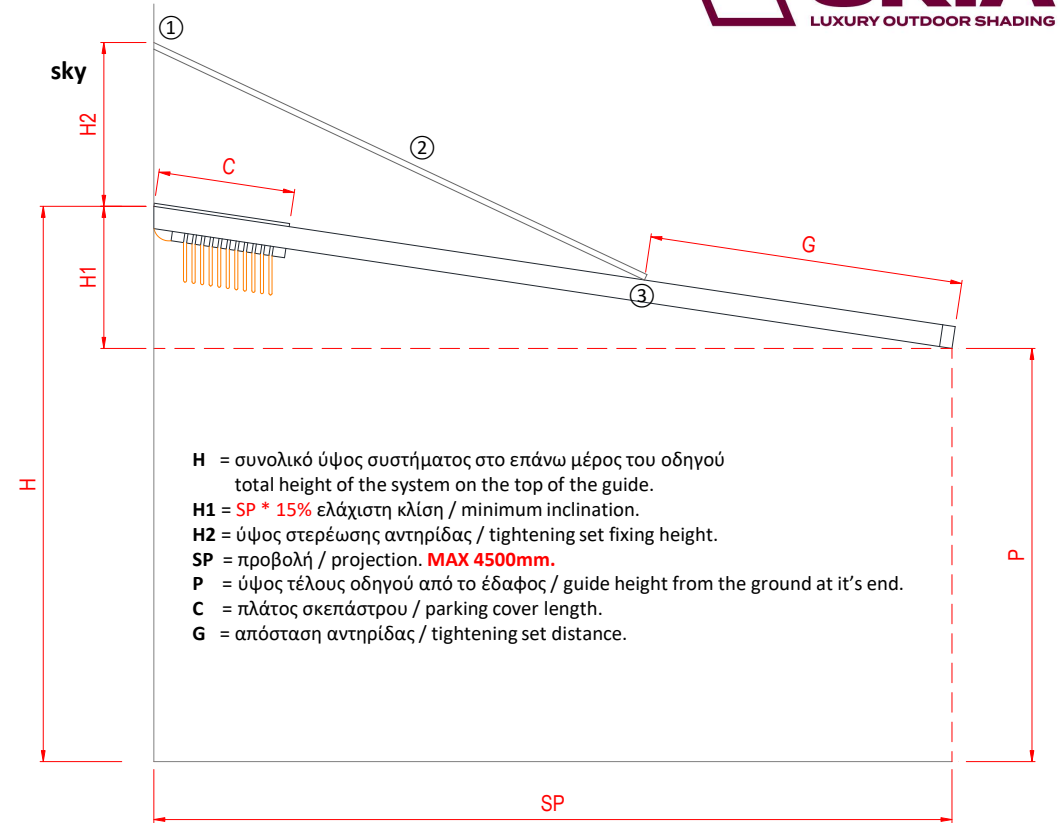 LUXURY OUTDOOR SHADING
①
sky
H2
②
C
G
H1
③
H = συνολικό ύψος συστήματος στο επάνω μέρος του οδηγού
total height of the system on the top of the guide.
H1 = SP * 15% ελάχιστη κλίση / minimum inclination.
H2 = ύψος στερέωσης αντηρίδας / tightening set fixing height.
SP = προβολή / projection. MAX 4500mm.
P = ύψος τέλους οδηγού από το έδαφος / guide height from the ground at it's end.
C = πλάτος σκεπάστρου / parking cover length.
G = απόσταση αντηρίδας / tightening set distance.
H
P
SP